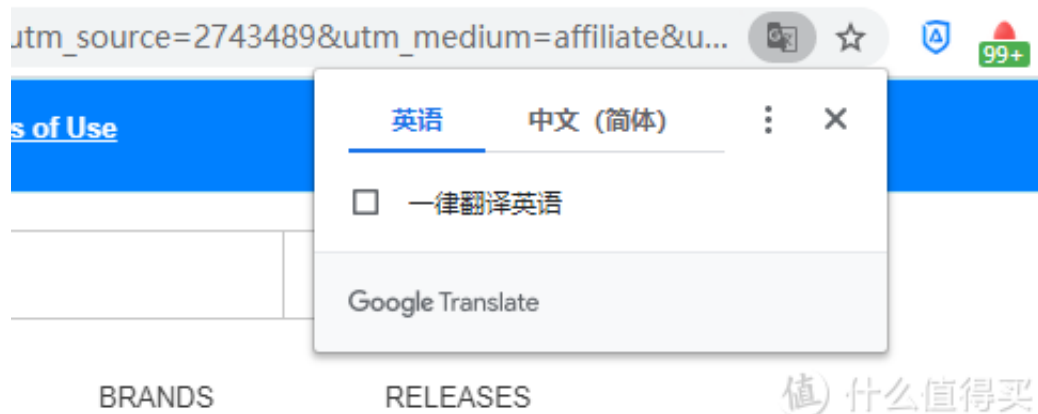 utm_source=2743489&utm_medium=affiliate&u...
99+
s of Use
英语 中文 (简体)
一律翻译英语
Google Translate
BRANDS RELEASES
值) 什么值得买